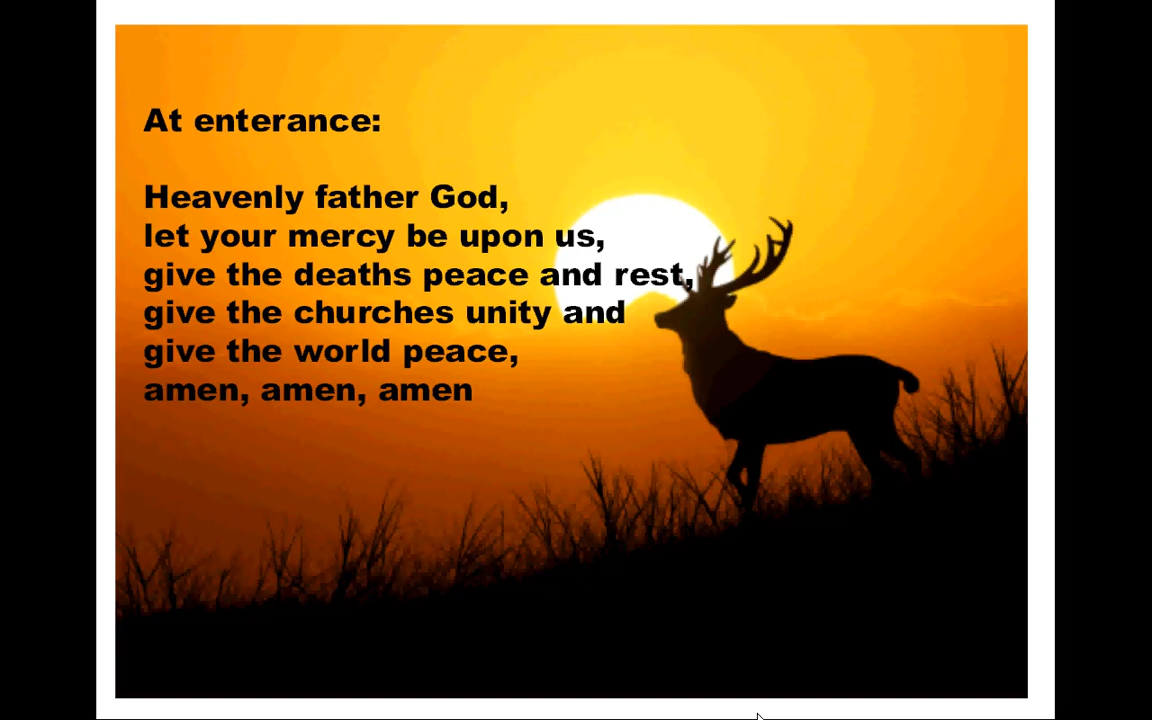 At enterance:
Heavenly father God,
let your mercy be upon us,
give the deaths peace and rest,
give the churches unity and
give the world peace,
amen, amen, amen